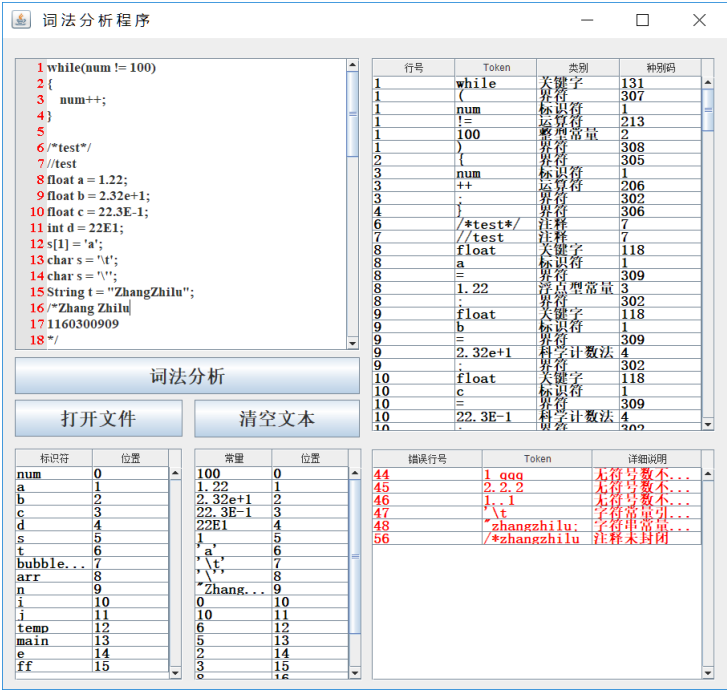 词法分析程序
1 while(num != 100)
2 {
3 num++;
4 }
5
6 /*test*/
7 //test
8 float a = 1.22;
9 float b = 2.32e+1;
10 float c = 22.3E-1;
11 int d = 22E1;
12 s[1] = 'a';
13 char s = '\t';
14 char s = '\'';
15 String t = "ZhangZhilu";
16 /*Zhang Zhilu
17 1160300909
18 */
词法分析
打开文件 清空文本
行号 Token 类别 种别码
1 while 关键字 131
1 ( 界符 307
1 num 标识符 1
1 != 运算符 213
1 100 整型常量 2
1 ) 界符 308
2 { 界符 305
3 num 标识符 1
3 ++ 运算符 206
3 ; 界符 302
4 } 界符 306
6 /*test*/ 注释 7
7 //test 注释 7
8 float 关键字 118
8 a 标识符 1
8 = 界符 309
8 1.22 浮点型常量 3
8 ; 界符 302
9 float 关键字 118
9 b 标识符 1
9 = 界符 309
9 2.32e+1 科学计数法 4
9 ; 界符 302
10 float 关键字 118
10 c 标识符 1
10 = 界符 309
10 22.3E-1 科学计数法 4
10 ; 界符 302
标识符 位置
num 0
a 1
b 2
c 3
d 4
s 5
t 6
bubble... 7
arr 8
n 9
i 10
j 11
temp 12
main 13
e 14
ff 15
常量 位置
100 0
1.22 1
2.32e+1 2
22.3E-1 3
22E1 4
1 5
'a' 6
'\t' 7
'\'' 8
"Zhang... 9
0 10
10 11
6 12
5 13
2 14
3 15
8 16
错误行号 Token 详细说明
44 1_qqq 无符号数不...
45 2.2.2 无符号数不...
46 1..1 无符号数不...
47 '\t 字符常量引...
48 "zhangzhilu; 字符串常量...
56 /*zhangzhilu 注释未封闭